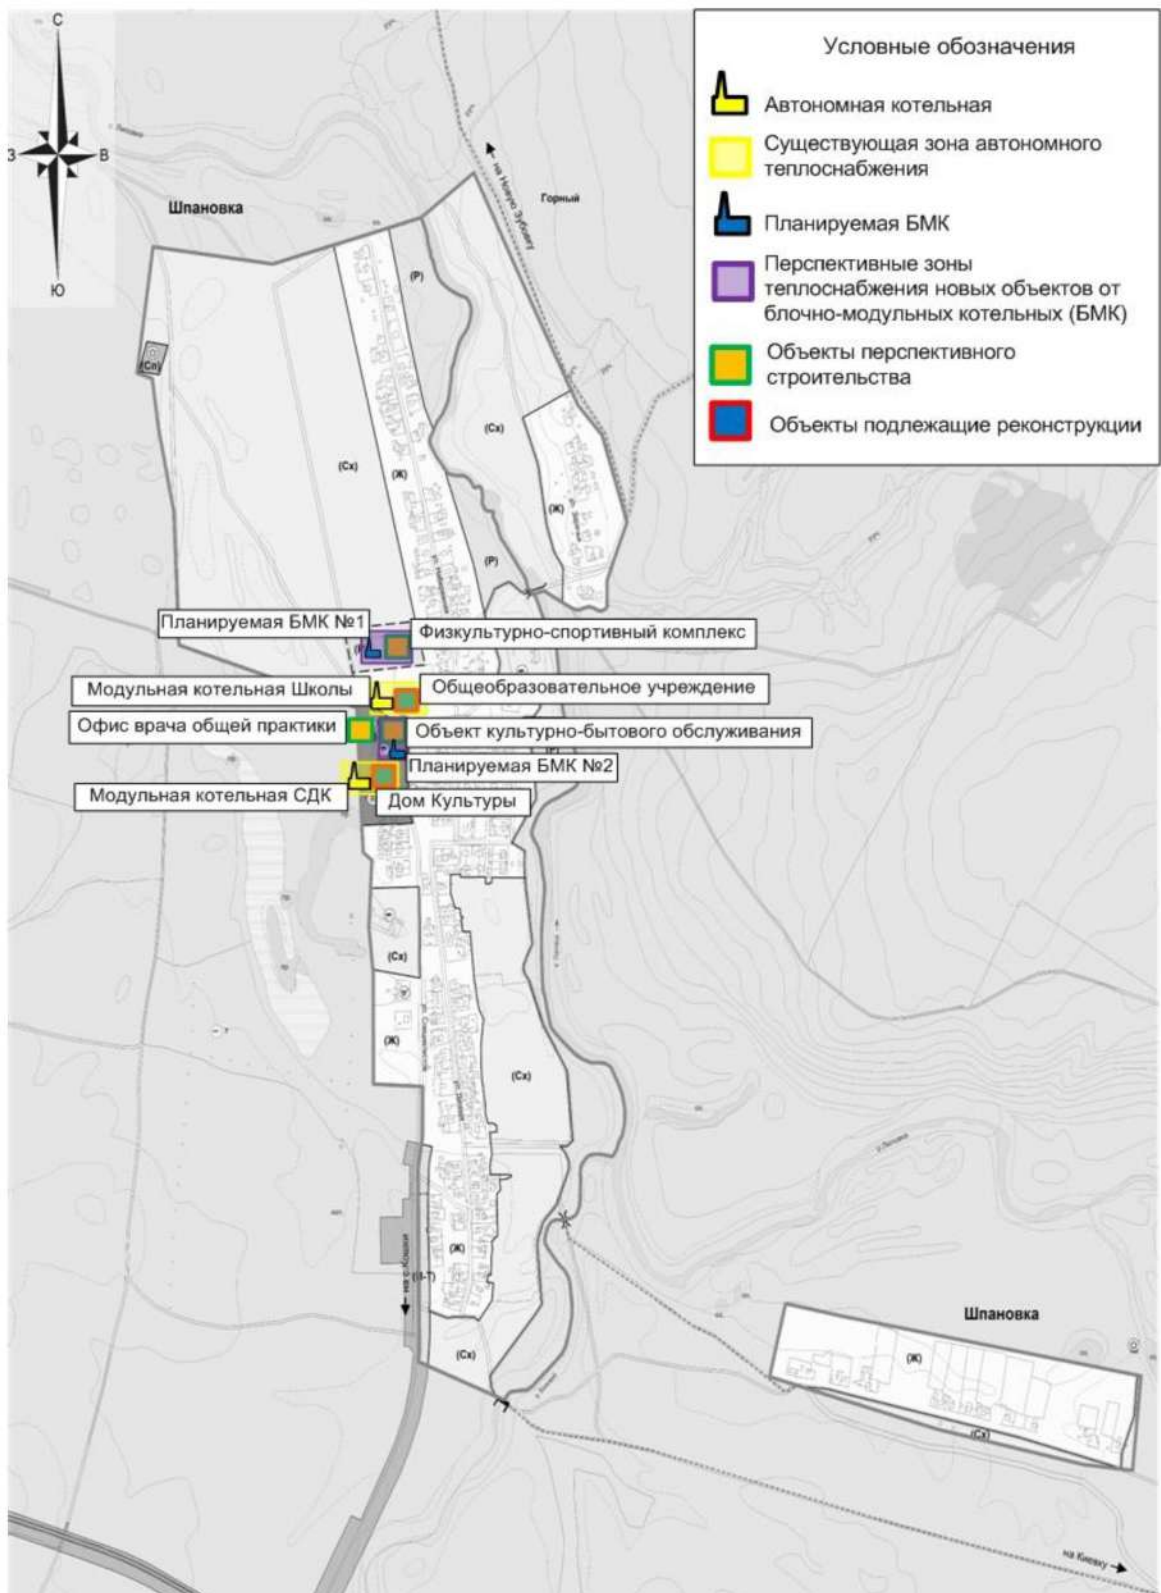 С
З
В
Ю
Условные обозначения
Автономная котельная
Существующая зона автономного
теплоснабжения
Планируемая БМК
Перспективные зоны
теплоснабжения новых объектов от
блочно-модульных котельных (БМК)
Объекты перспективного
строительства
Объекты подлежащие реконструкции
Шпановка
на Новую Зубовку
Горный
(Р)
(Сп)
(Сх)
(Сх)
(Ж)
(Ж)
(Р)
Планируемая БМК №1
Физкультурно-спортивный комплекс
Модульная котельная Школы
Общеобразовательное учреждение
Офис врача общей практики
Объект культурно-бытового обслуживания
Планируемая БМК №2
Модульная котельная СДК
Дом Культуры
(Сх)
(Ж)
(Сх)
(Ж)
(Сх)
Шпановка
(Ж)
(Сх)
на Киевку